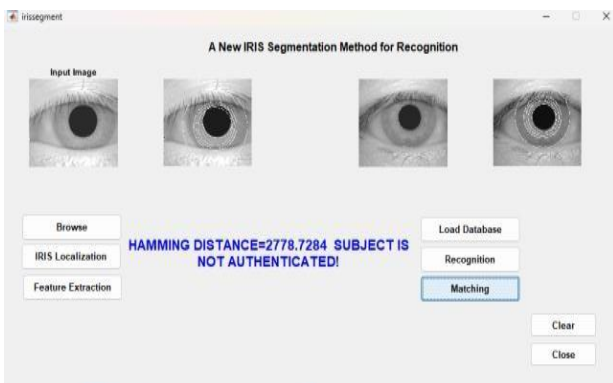 irissegment
A New IRIS Segmentation Method for Recognition
Input Image
Browse
IRIS Localization
Feature Extraction
HAMMING DISTANCE=2778.7284 SUBJECT IS
NOT AUTHENTICATED!
Load Database
Recognition
Matching
Clear
Close